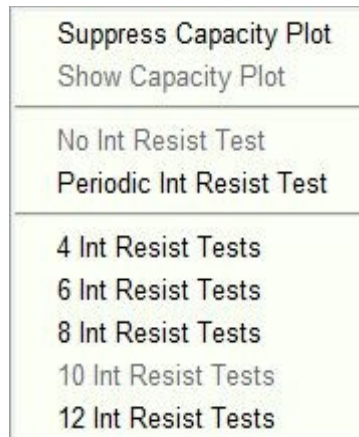 Suppress Capacity Plot
Show Capacity Plot
No Int Resist Test
Periodic Int Resist Test
4 Int Resist Tests
6 Int Resist Tests
8 Int Resist Tests
10 Int Resist Tests
12 Int Resist Tests